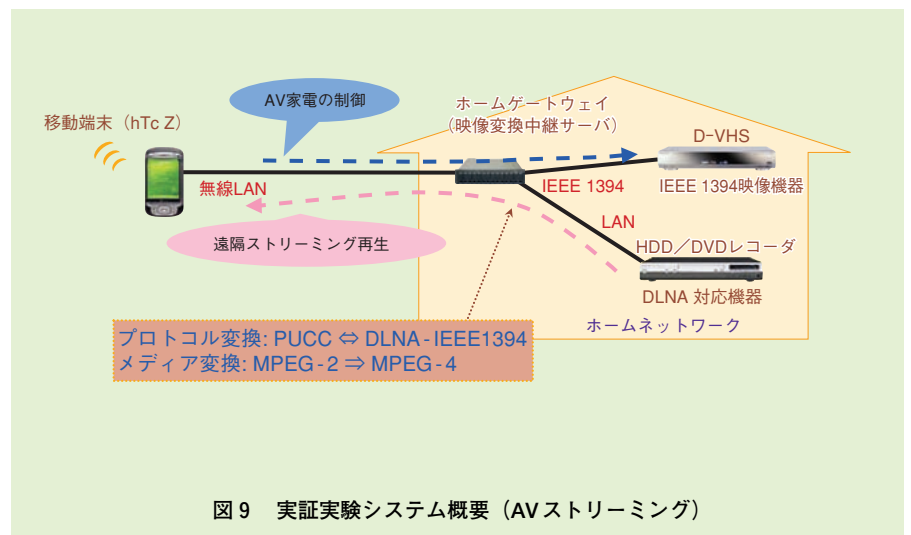 AV家電の制御
ホームゲートウェイ
(映像変換中継サーバ)
移動端末(hTc Z)
D-VHS
無線LAN
IEEE 1394
IEEE 1394映像機器
LAN
遠隔ストリーミング再生
HDD/DVDレコーダ
DLNA 対応機器
ホームネットワーク
プロトコル変換: PUCC ⇔ DLNA-IEEE1394
メディア変換: MPEG-2 ⇒ MPEG-4
図9 実証実験システム概要(AVストリーミング)